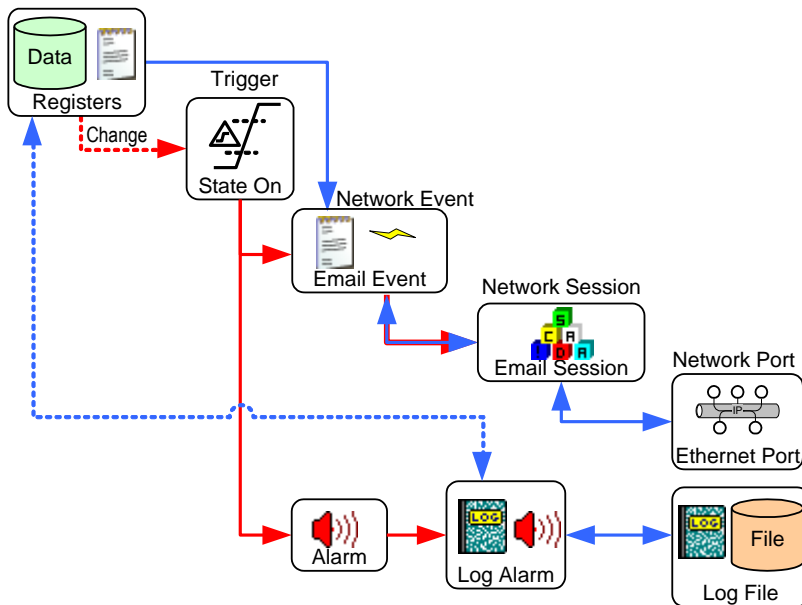 Data
Registers
Trigger
Change
State On
Network Event
Email Event
Network Session
S
C A
I D A
Email Session
Network Port
IP
Ethernet Port
LOG
Alarm
Log Alarm
LOG
File
Log File